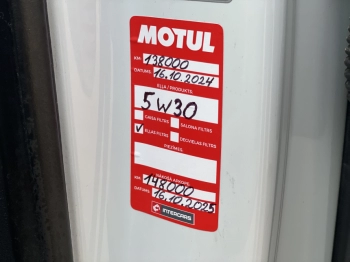 MOTUL
KM: 138000
DATUMS: 16.10.2024
EĻĻA / PRODUKTS:
5W30
GAISA FILTRS SALONA FILTRS
EĻĻAS FILTRS DEGVIELAS FILTRS
PIEZĪMES:
NĀKOŠĀ APKOPE:
KM: 148000
DATUMS: 16.10.2025
INTERCARS